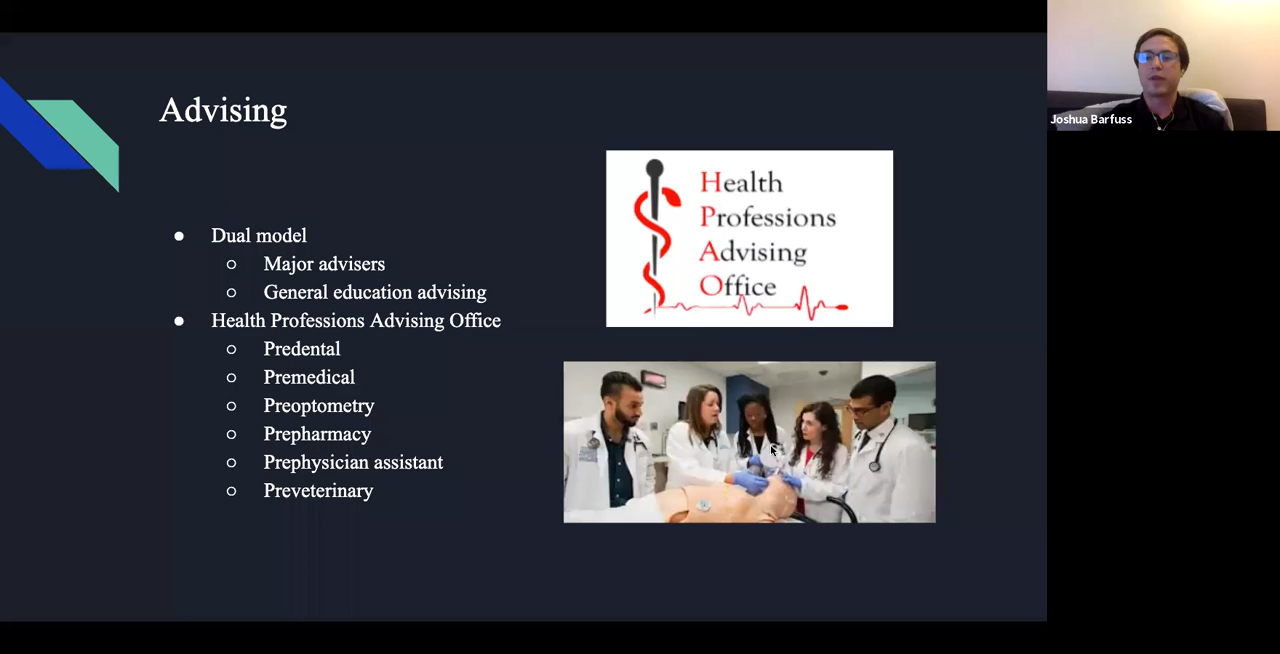 Advising
Dual model
Major advisers
General education advising
Health Professions Advising Office
Predental
Premedical
Preoptometry
Prepharmacy
Prephysician assistant
Preveterinary
Health
Professions
Advising
Office
Joshua Barfuss